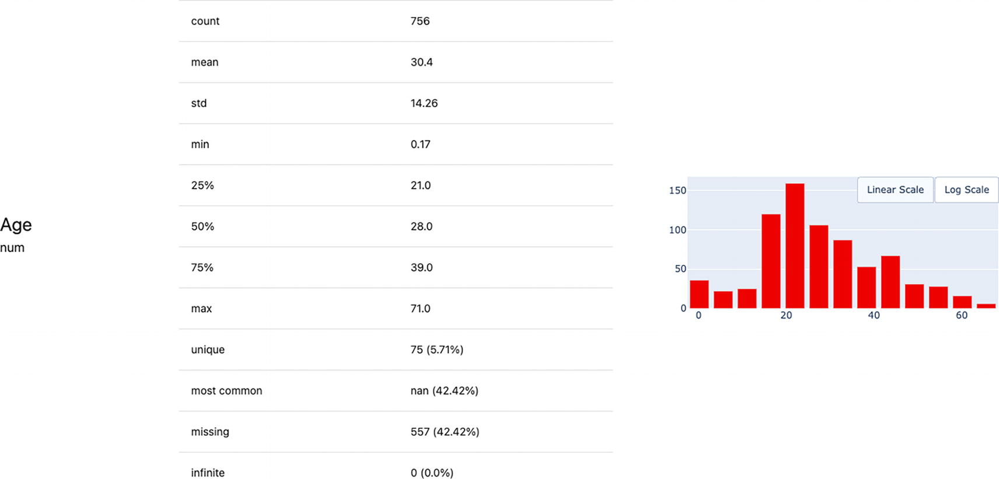 count 756
mean 30.4
std 14.26
min 0.17
25% 21.0
Age
num
50% 28.0
75% 39.0
max 71.0
unique 75 (5.71%)
most common nan (42.42%)
missing 557 (42.42%)
infinite 0 (0.0%)
Linear Scale Log Scale
150
100
50
0
0 20 40 60